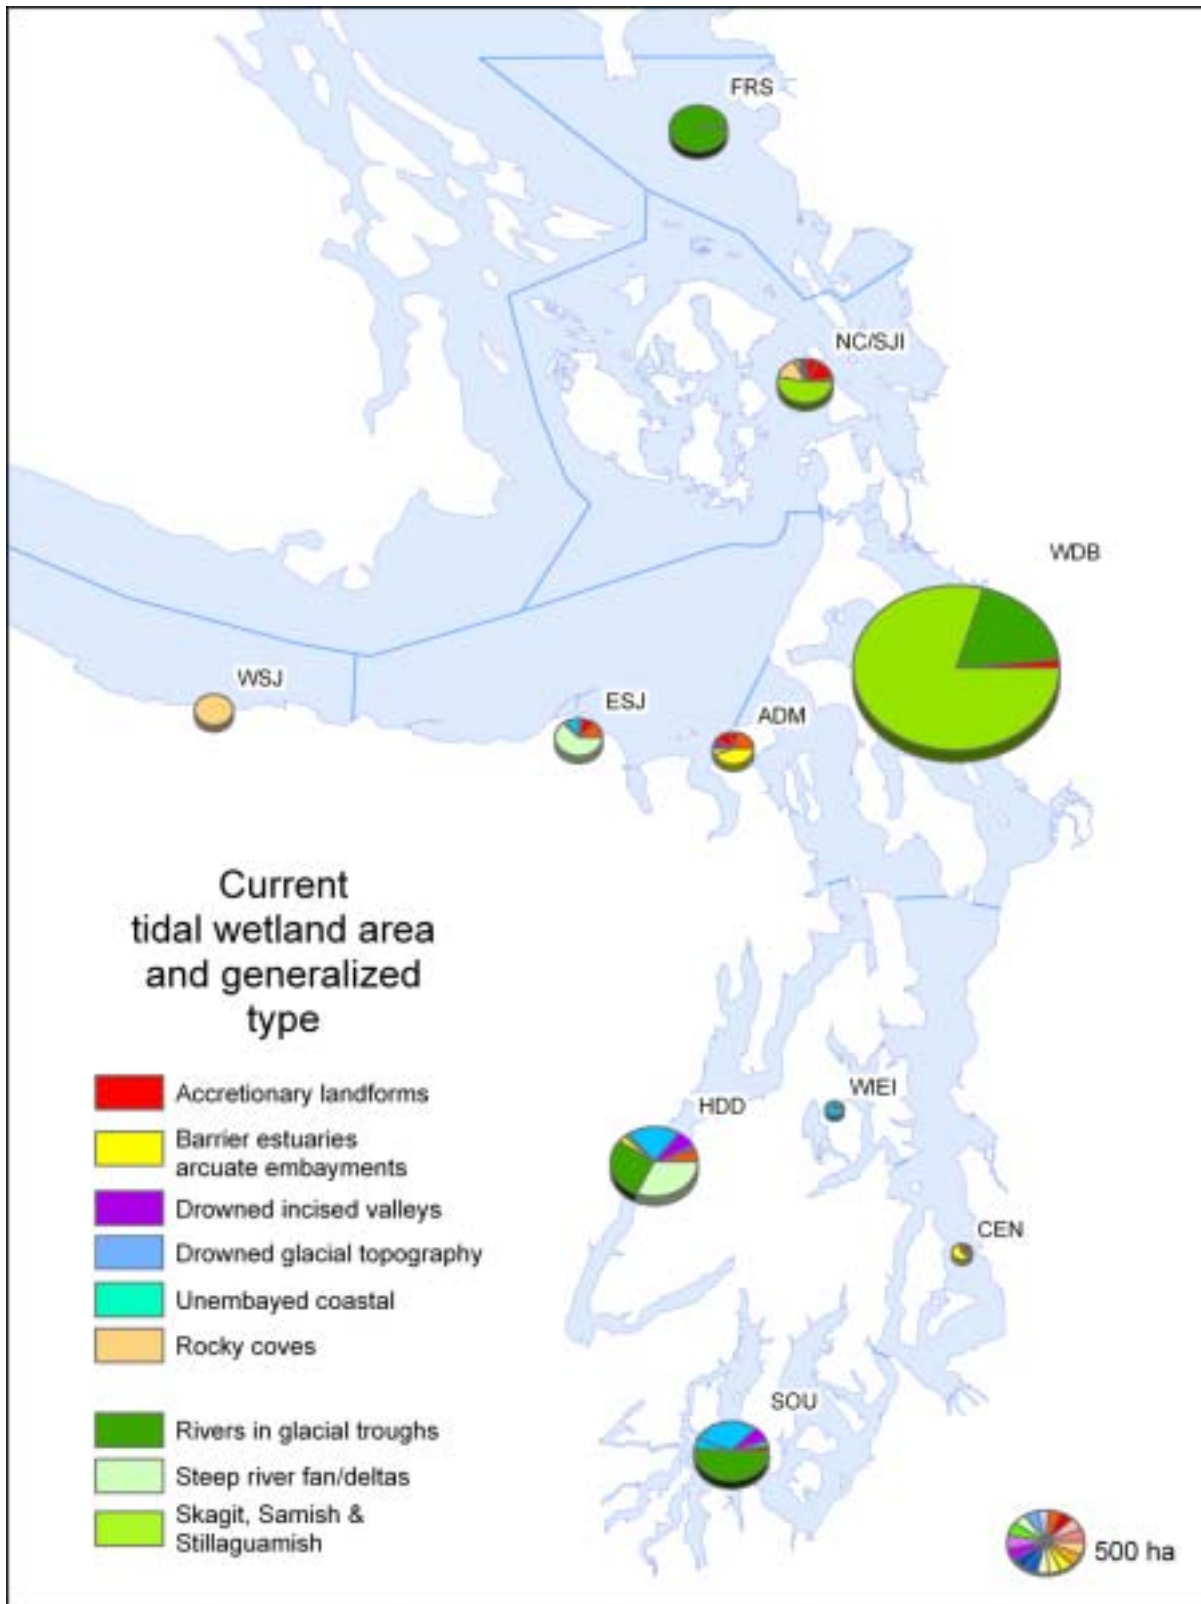 FRS
NC/SJI
WDB
WSJ
ESJ
ADM
Current
tidal wetland area
and generalized
type
Accretionary landforms
Barrier estuaries
arcuate embayments
Drowned incised valleys
Drowned glacial topography
Unembayed coastal
Rocky coves
Rivers in glacial troughs
Steep river fan/deltas
Skagit, Samish &
Stillaguamish
HDD
WIEI
CEN
SOU
500 ha